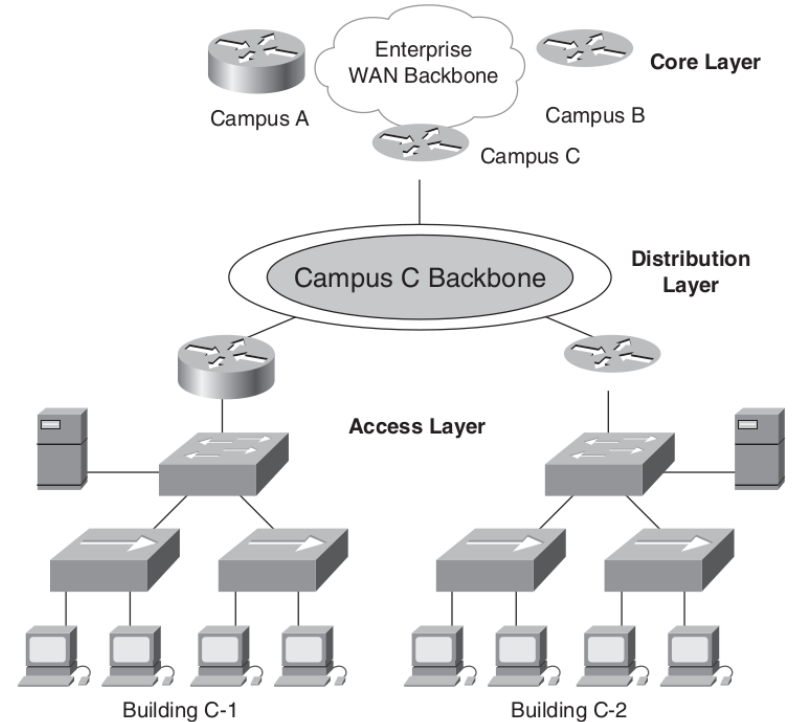 Enterprise
WAN Backbone
Core Layer
Campus A
Campus B
Campus C
Campus C Backbone
Distribution
Layer
Access Layer
Building C-1
Building C-2